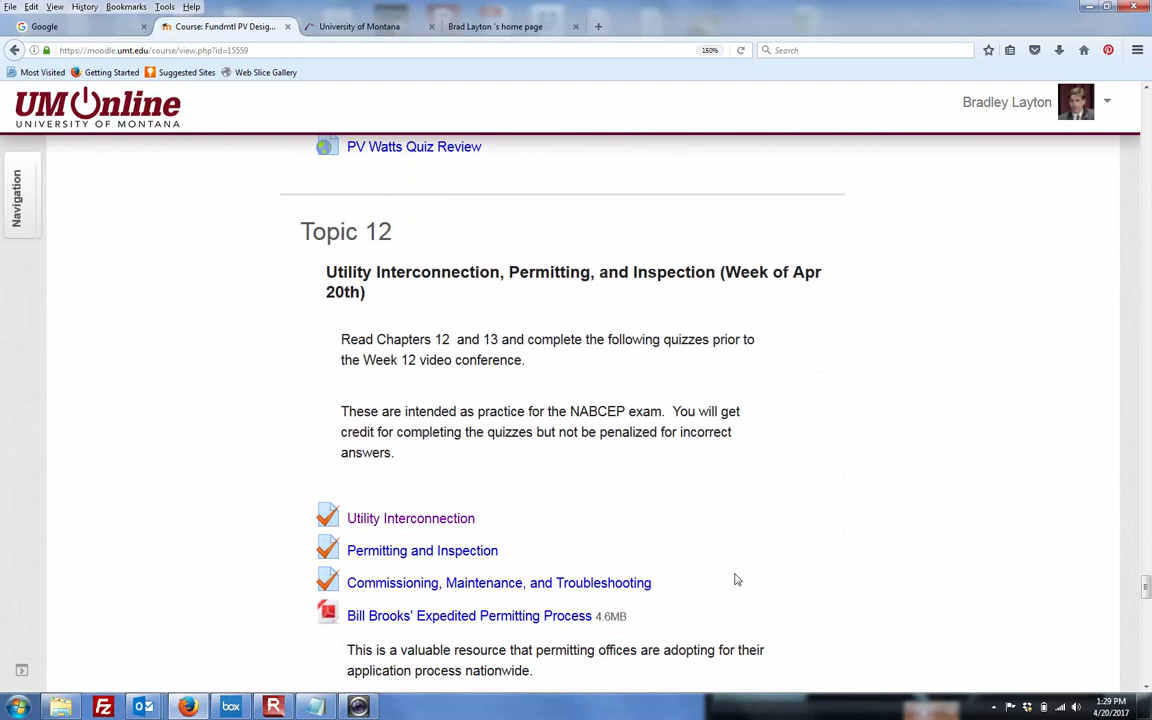 File Edit View History Bookmarks Tools Help
Google
Course: Fundmtl PV Desig...
University of Montana
Brad Layton 's home page
https://moodle.umt.edu/course/view.php?id=15559
150%
Search
Most Visited
Getting Started
Suggested Sites
Web Slice Gallery
UMOnline
UNIVERSITY OF MONTANA
Bradley Layton
Navigation
PV Watts Quiz Review
Topic 12
Utility Interconnection, Permitting, and Inspection (Week of Apr
20th)
Read Chapters 12 and 13 and complete the following quizzes prior to
the Week 12 video conference.
These are intended as practice for the NABCEP exam. You will get
credit for completing the quizzes but not be penalized for incorrect
answers.
Utility Interconnection
Permitting and Inspection
Commissioning, Maintenance, and Troubleshooting
Bill Brooks' Expedited Permitting Process 4.6MB
This is a valuable resource that permitting offices are adopting for their
application process nationwide.
Fz
box
R
1:29 PM
4/20/2017